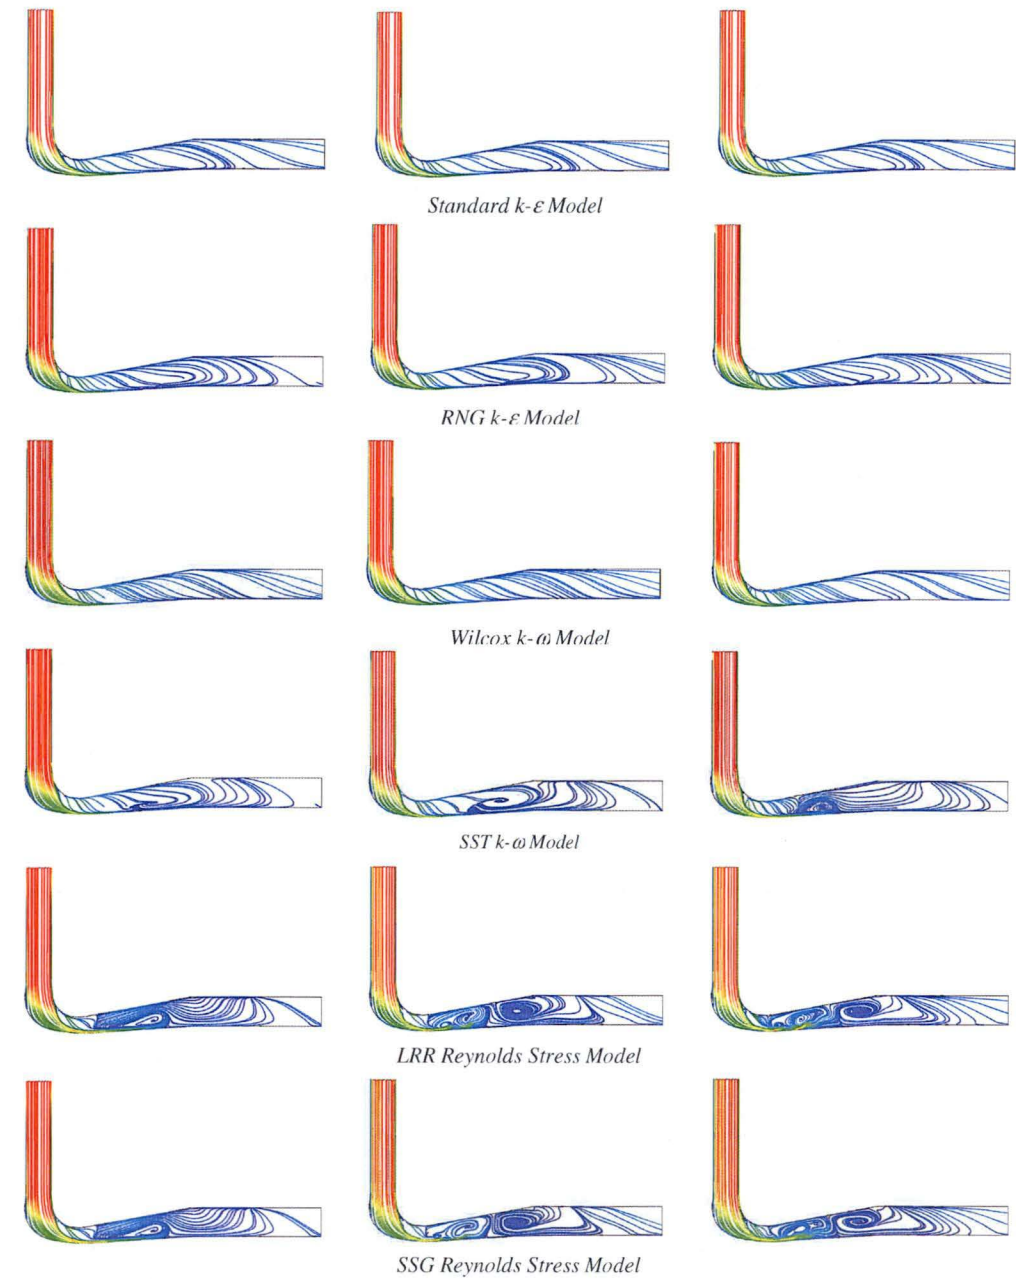 Standard k-ε Model
RNG k-ε Model
Wilcox k-ω Model
SST k-ω Model
LRR Reynolds Stress Model
SSG Reynolds Stress Model